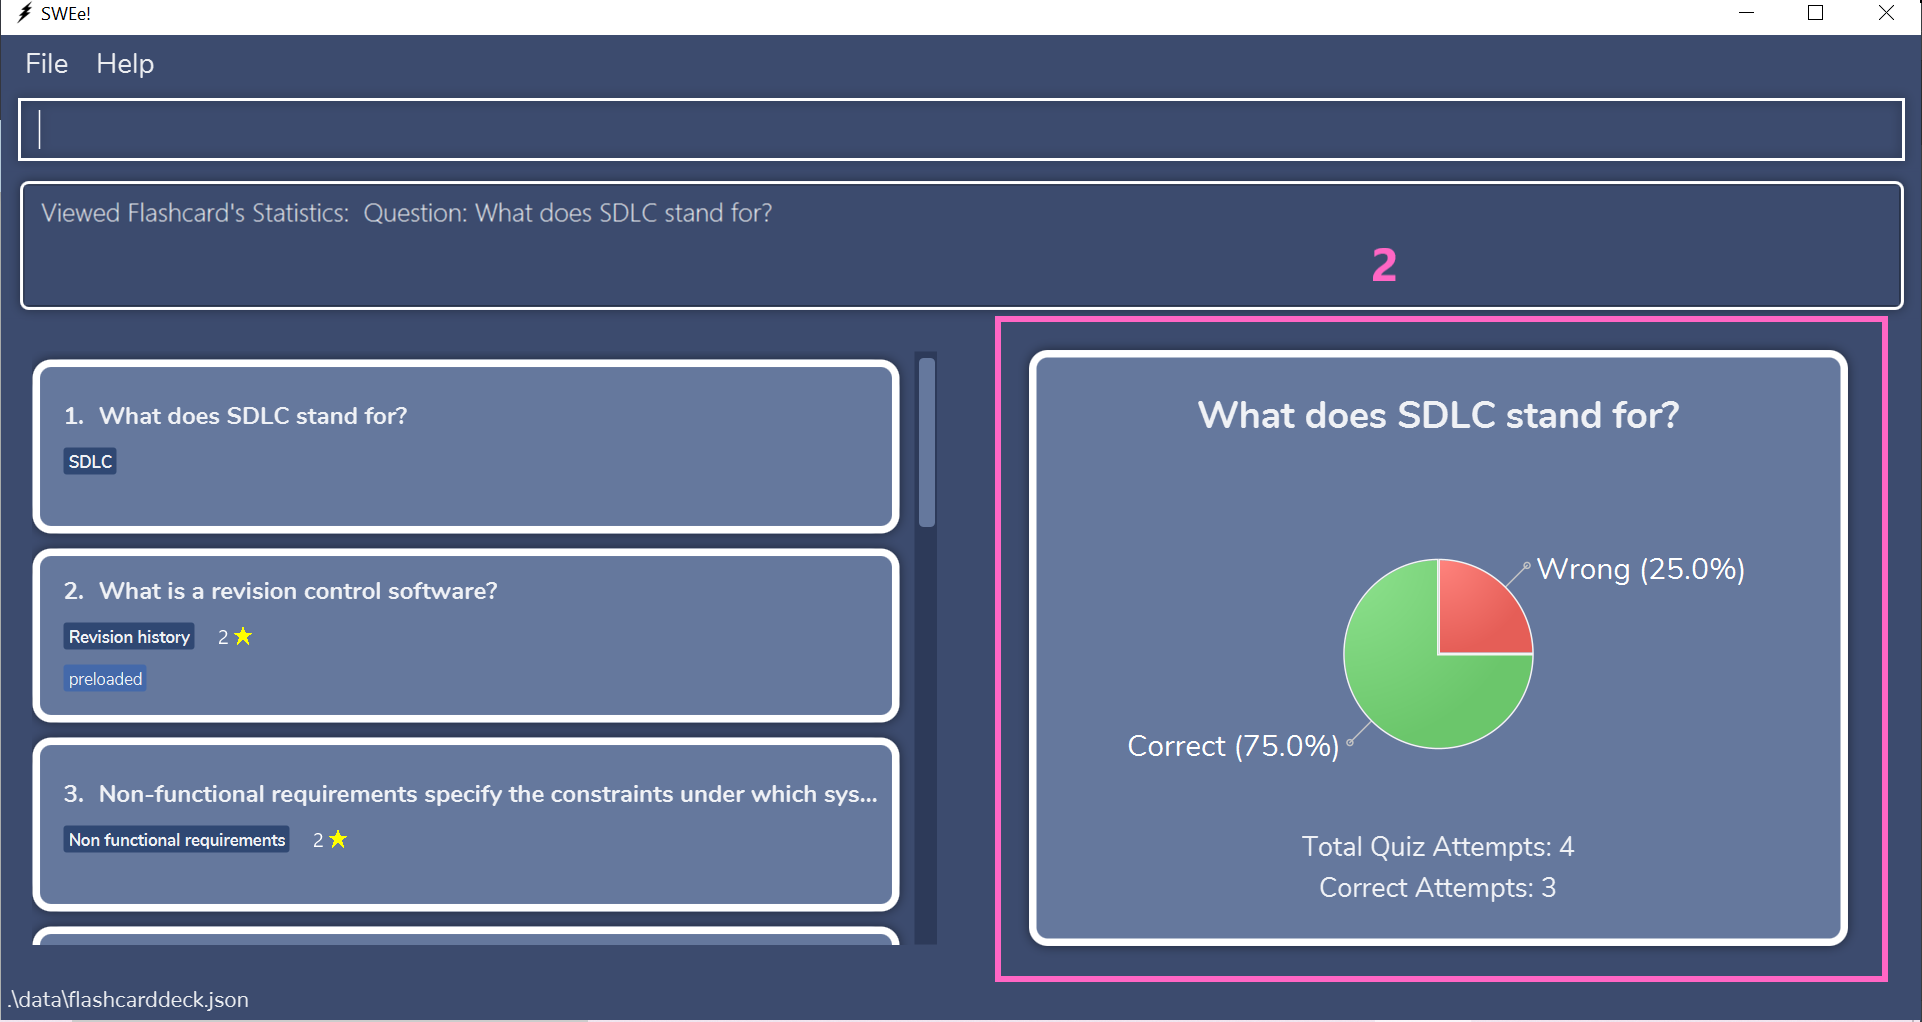 SWEe!
File Help
Viewed Flashcard's Statistics:  Question: What does SDLC stand for?
2
1. What does SDLC stand for?
SDLC
2. What is a revision control software?
Revision history 2 ★
preloaded
3. Non-functional requirements specify the constraints under which sys...
Non functional requirements 2 ★
What does SDLC stand for?
Wrong (25.0%)
Correct (75.0%)
Total Quiz Attempts: 4
Correct Attempts: 3
.\data\flashcarddeck.json